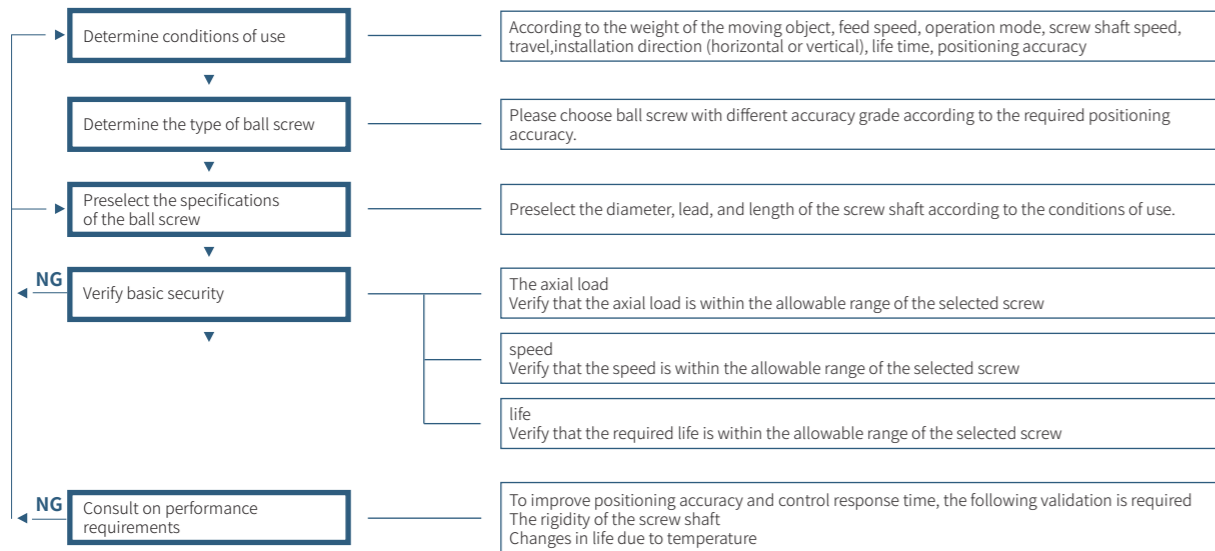 Determine conditions of use
According to the weight of the moving object, feed speed, operation mode, screw shaft speed,
travel,installation direction (horizontal or vertical), life time, positioning accuracy
Determine the type of ball screw
Please choose ball screw with different accuracy grade according to the required positioning
accuracy.
Preselect the specifications
of the ball screw
Preselect the diameter, lead, and length of the screw shaft according to the conditions of use.
NG
Verify basic security
The axial load
Verify that the axial load is within the allowable range of the selected screw
speed
Verify that the speed is within the allowable range of the selected screw
life
Verify that the required life is within the allowable range of the selected screw
NG
Consult on performance
requirements
To improve positioning accuracy and control response time, the following validation is required
The rigidity of the screw shaft
Changes in life due to temperature